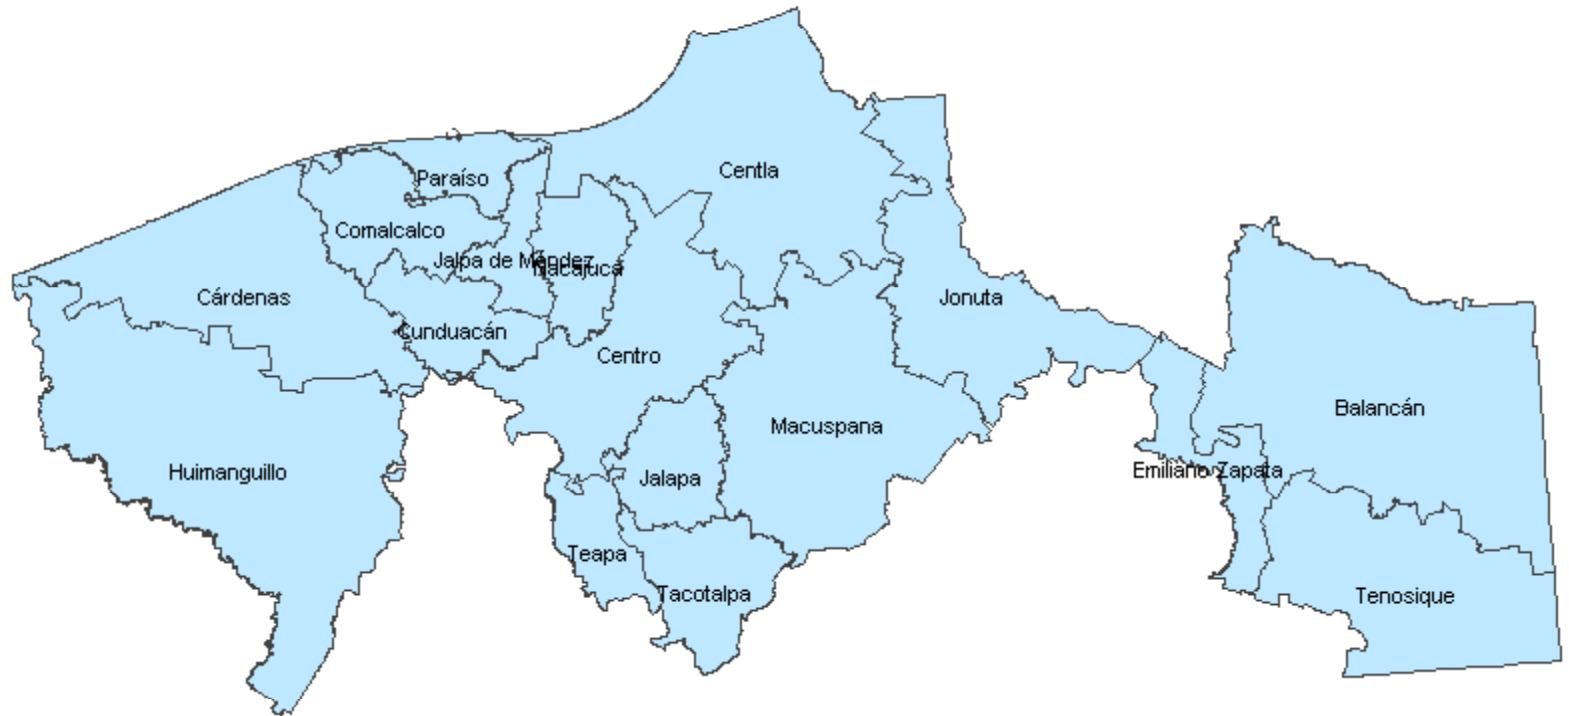 Centla
Paraíso
Comalcalco
Jalpa de Méndez
Nacajuca
Cárdenas
Jonuta
Cunduacán
Centro
Balancán
Macuspana
Huimanguillo
Jalapa
Emiliano Zapata
Teapa
Tacotalpa
Tenosique